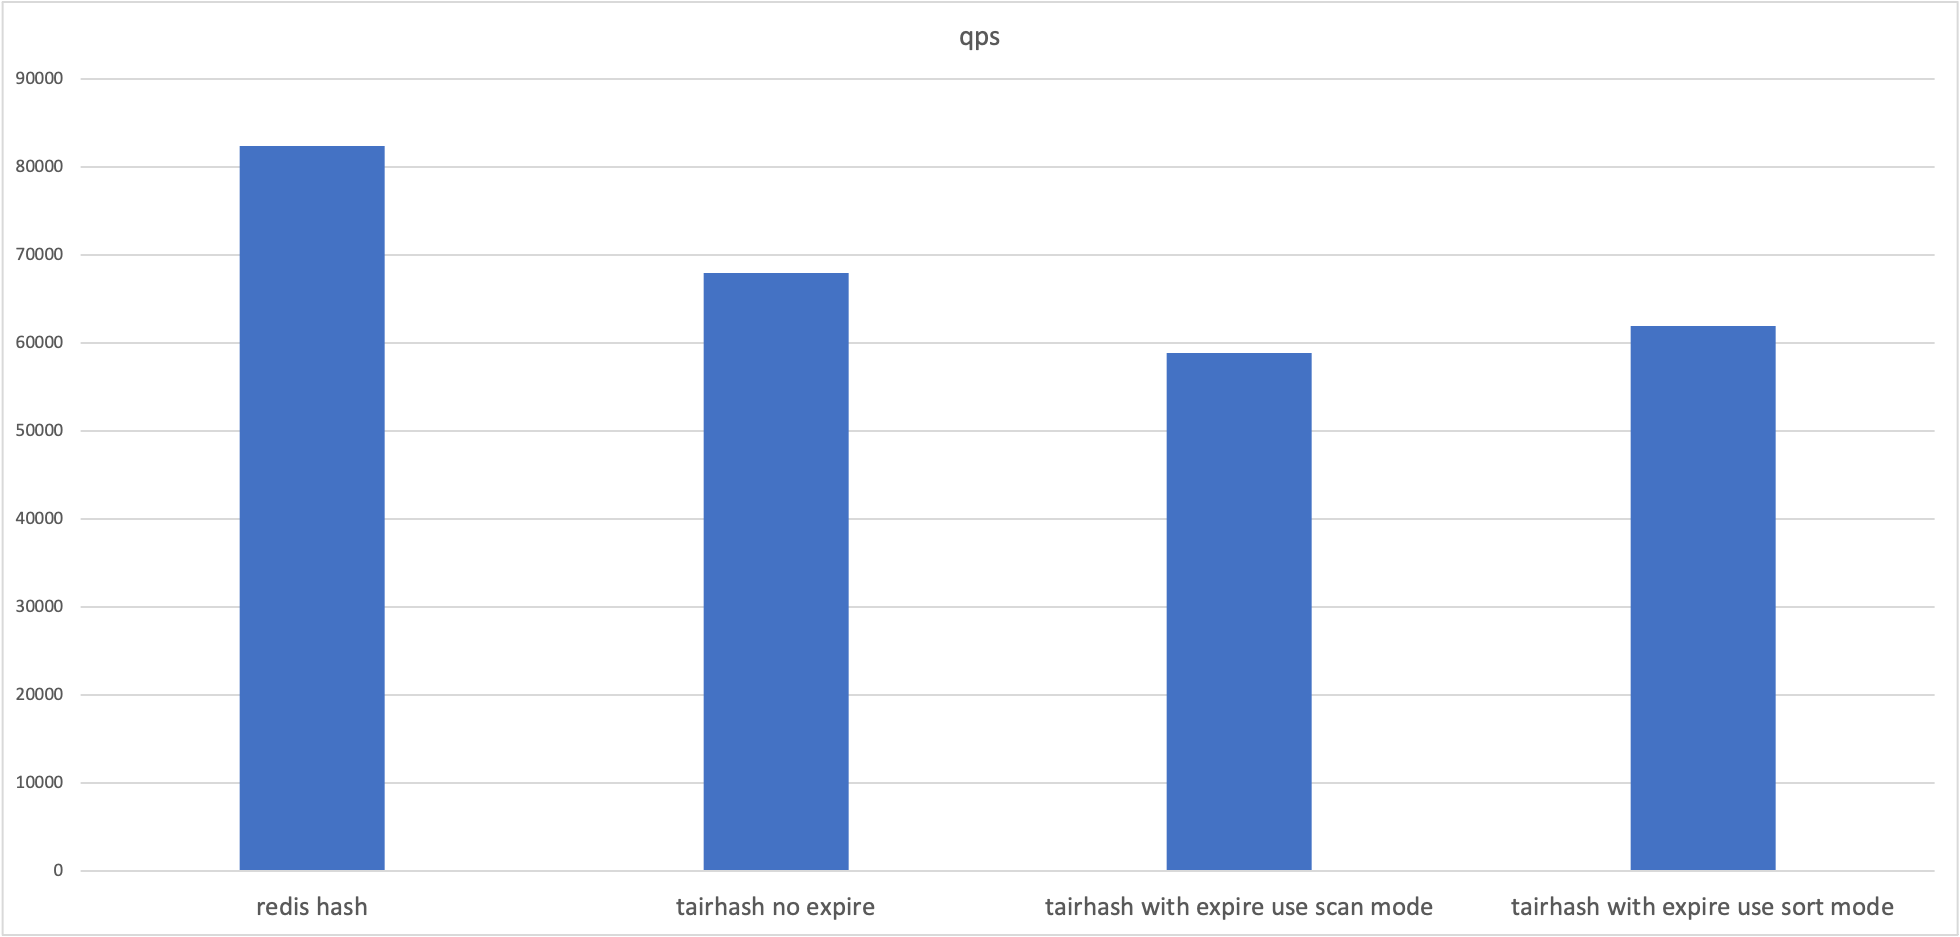 qps
90000
80000
70000
60000
50000
40000
30000
20000
10000
0
redis hash
tairhash no expire
tairhash with expire use scan mode
tairhash with expire use sort mode